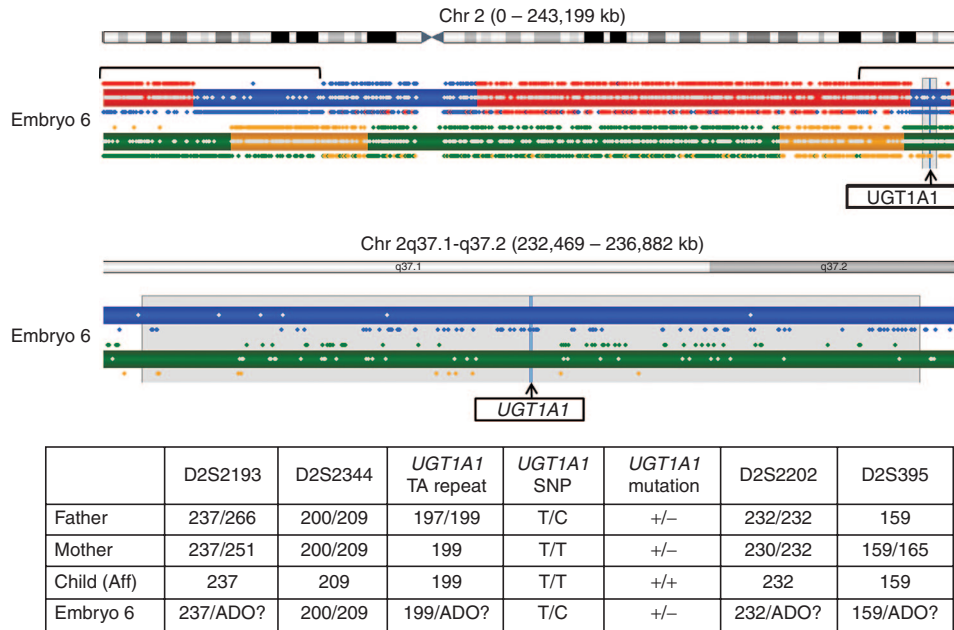 Chr 2 (0 – 243,199 kb)
Embryo 6
UGT1A1
Chr 2q37.1-q37.2 (232,469 – 236,882 kb)
q37.1 q37.2
Embryo 6
UGT1A1
D2S2193 D2S2344 UGT1A1 TA repeat UGT1A1 SNP UGT1A1 mutation D2S2202 D2S395
Father 237/266 200/209 197/199 T/C +/– 232/232 159
Mother 237/251 200/209 199 T/T +/– 230/232 159/165
Child (Aff) 237 209 199 T/T +/+ 232 159
Embryo 6 237/ADO? 200/209 199/ADO? T/C +/– 232/ADO? 159/ADO?